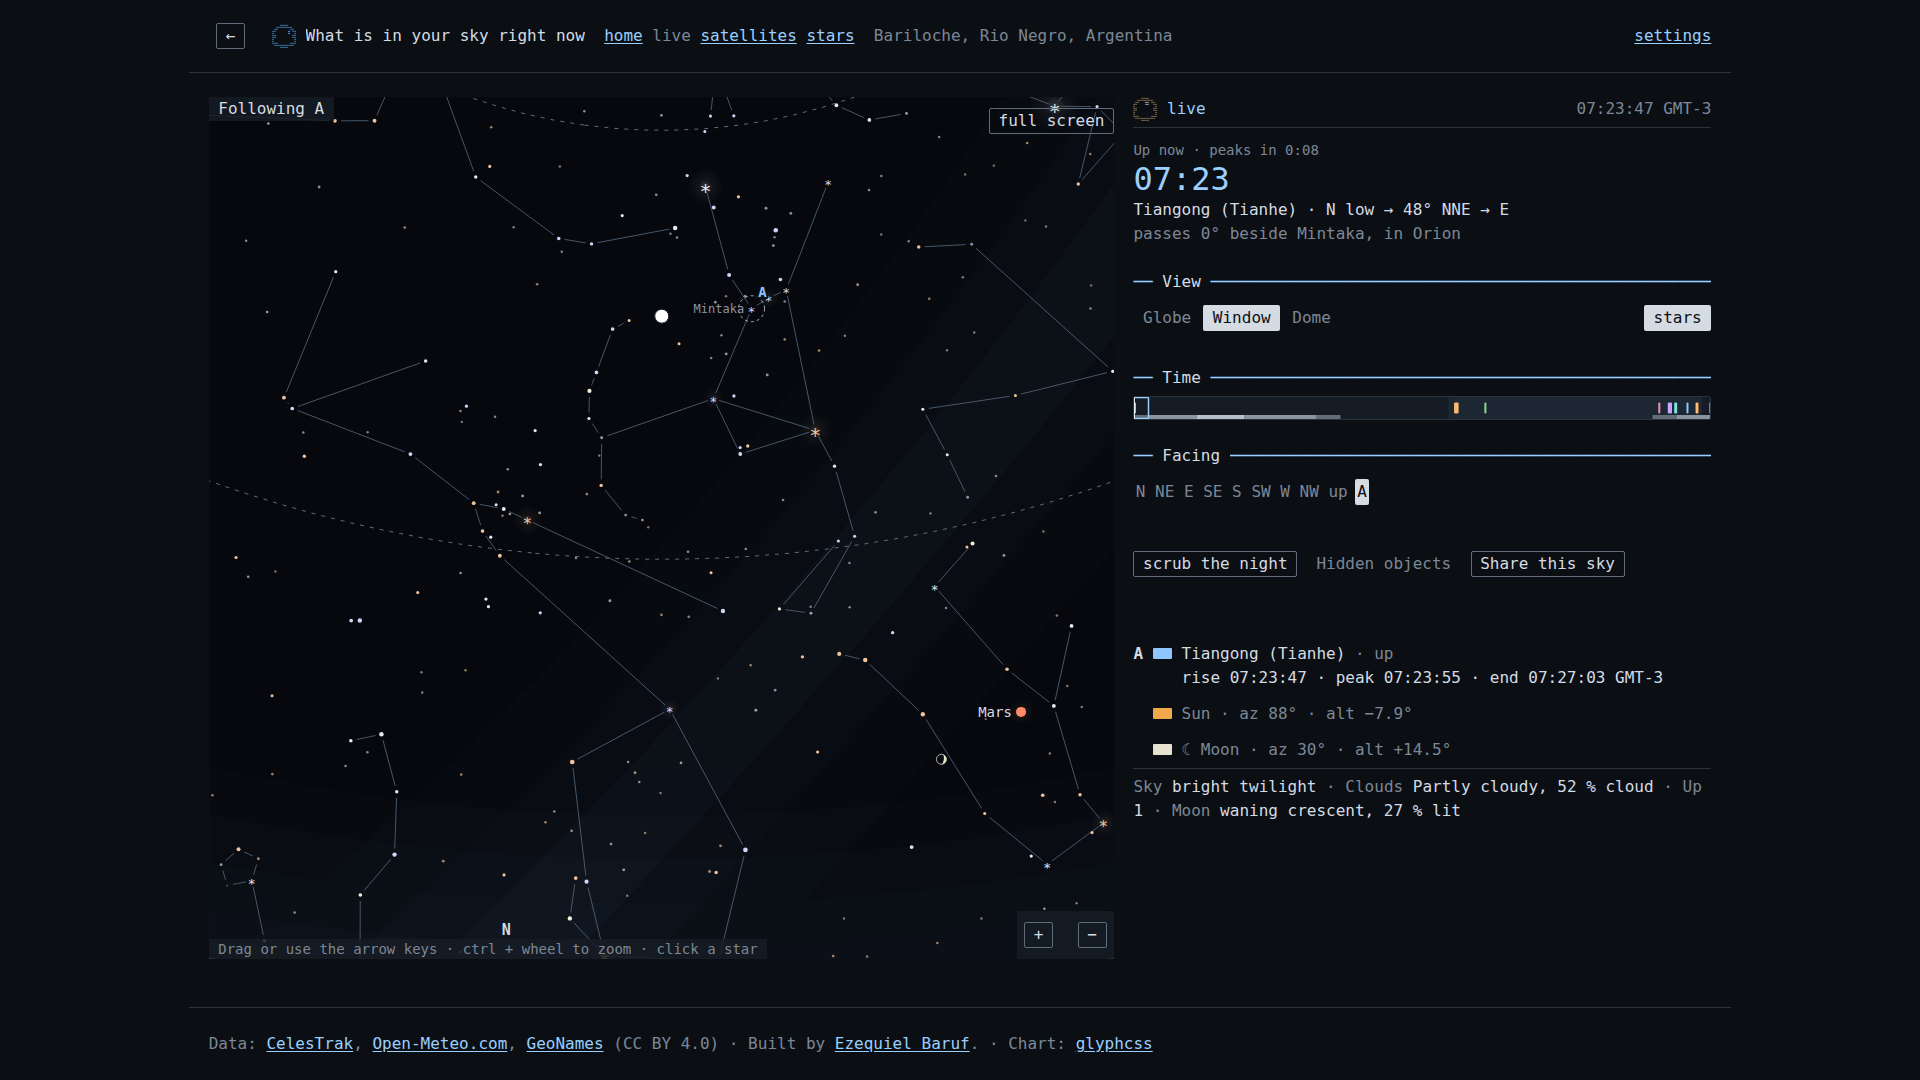 ← What is in your sky right now home live satellites stars Bariloche, Rio Negro, Argentina settings
Following A
full screen
A
Mintaka
Mars
N
Drag or use the arrow keys · ctrl + wheel to zoom · click a star
+ −
live 07:23:47 GMT-3
Up now · peaks in 0:08
07:23
Tiangong (Tianhe) · N low → 48° NNE → E
passes 0° beside Mintaka, in Orion
View
Globe Window Dome stars
Time
Facing
N NE E SE S SW W NW up A
scrub the night Hidden objects Share this sky
A Tiangong (Tianhe) · up
rise 07:23:47 · peak 07:23:55 · end 07:27:03 GMT-3
Sun · az 88° · alt −7.9°
☾ Moon · az 30° · alt +14.5°
Sky bright twilight · Clouds Partly cloudy, 52 % cloud · Up
1 · Moon waning crescent, 27 % lit
Data: CelesTrak, Open-Meteo.com, GeoNames (CC BY 4.0) · Built by Ezequiel Baruf. · Chart: glyphcss